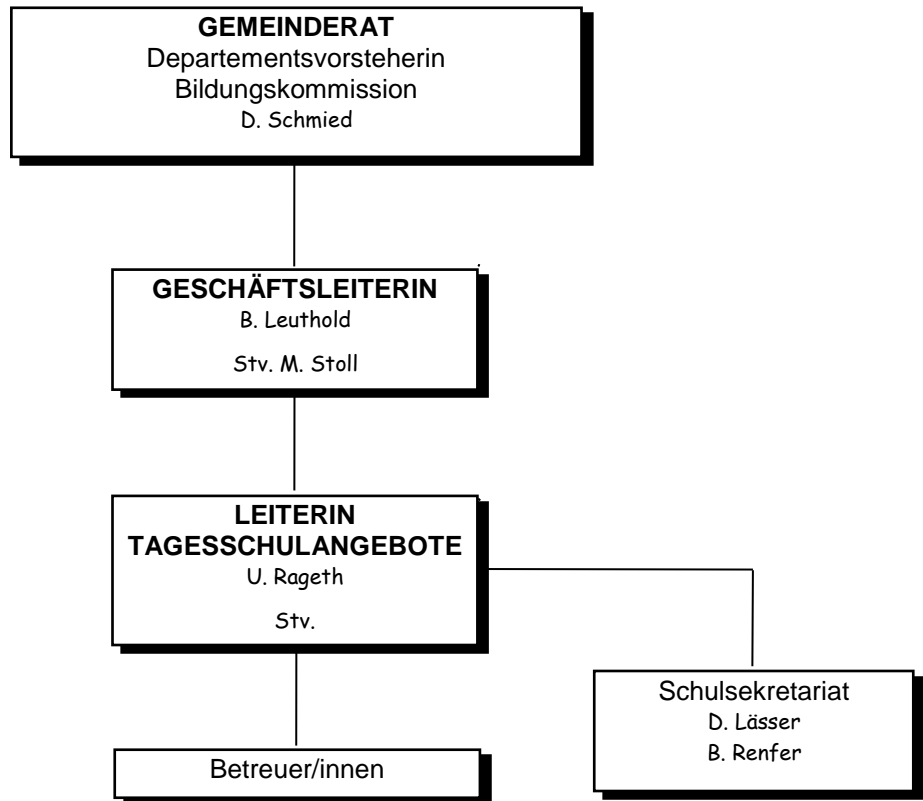 GEMEINDERAT
Departementsvorsteherin
Bildungskommission
D. Schmied
GESCHÄFTSLEITERIN
B. Leuthold
Stv. M. Stoll
LEITERIN
TAGESSCHULANGEBOTE
U. Rageth
Stv.
Schulsekretariat
D. Lässer
B. Renfer
Betreuer/innen